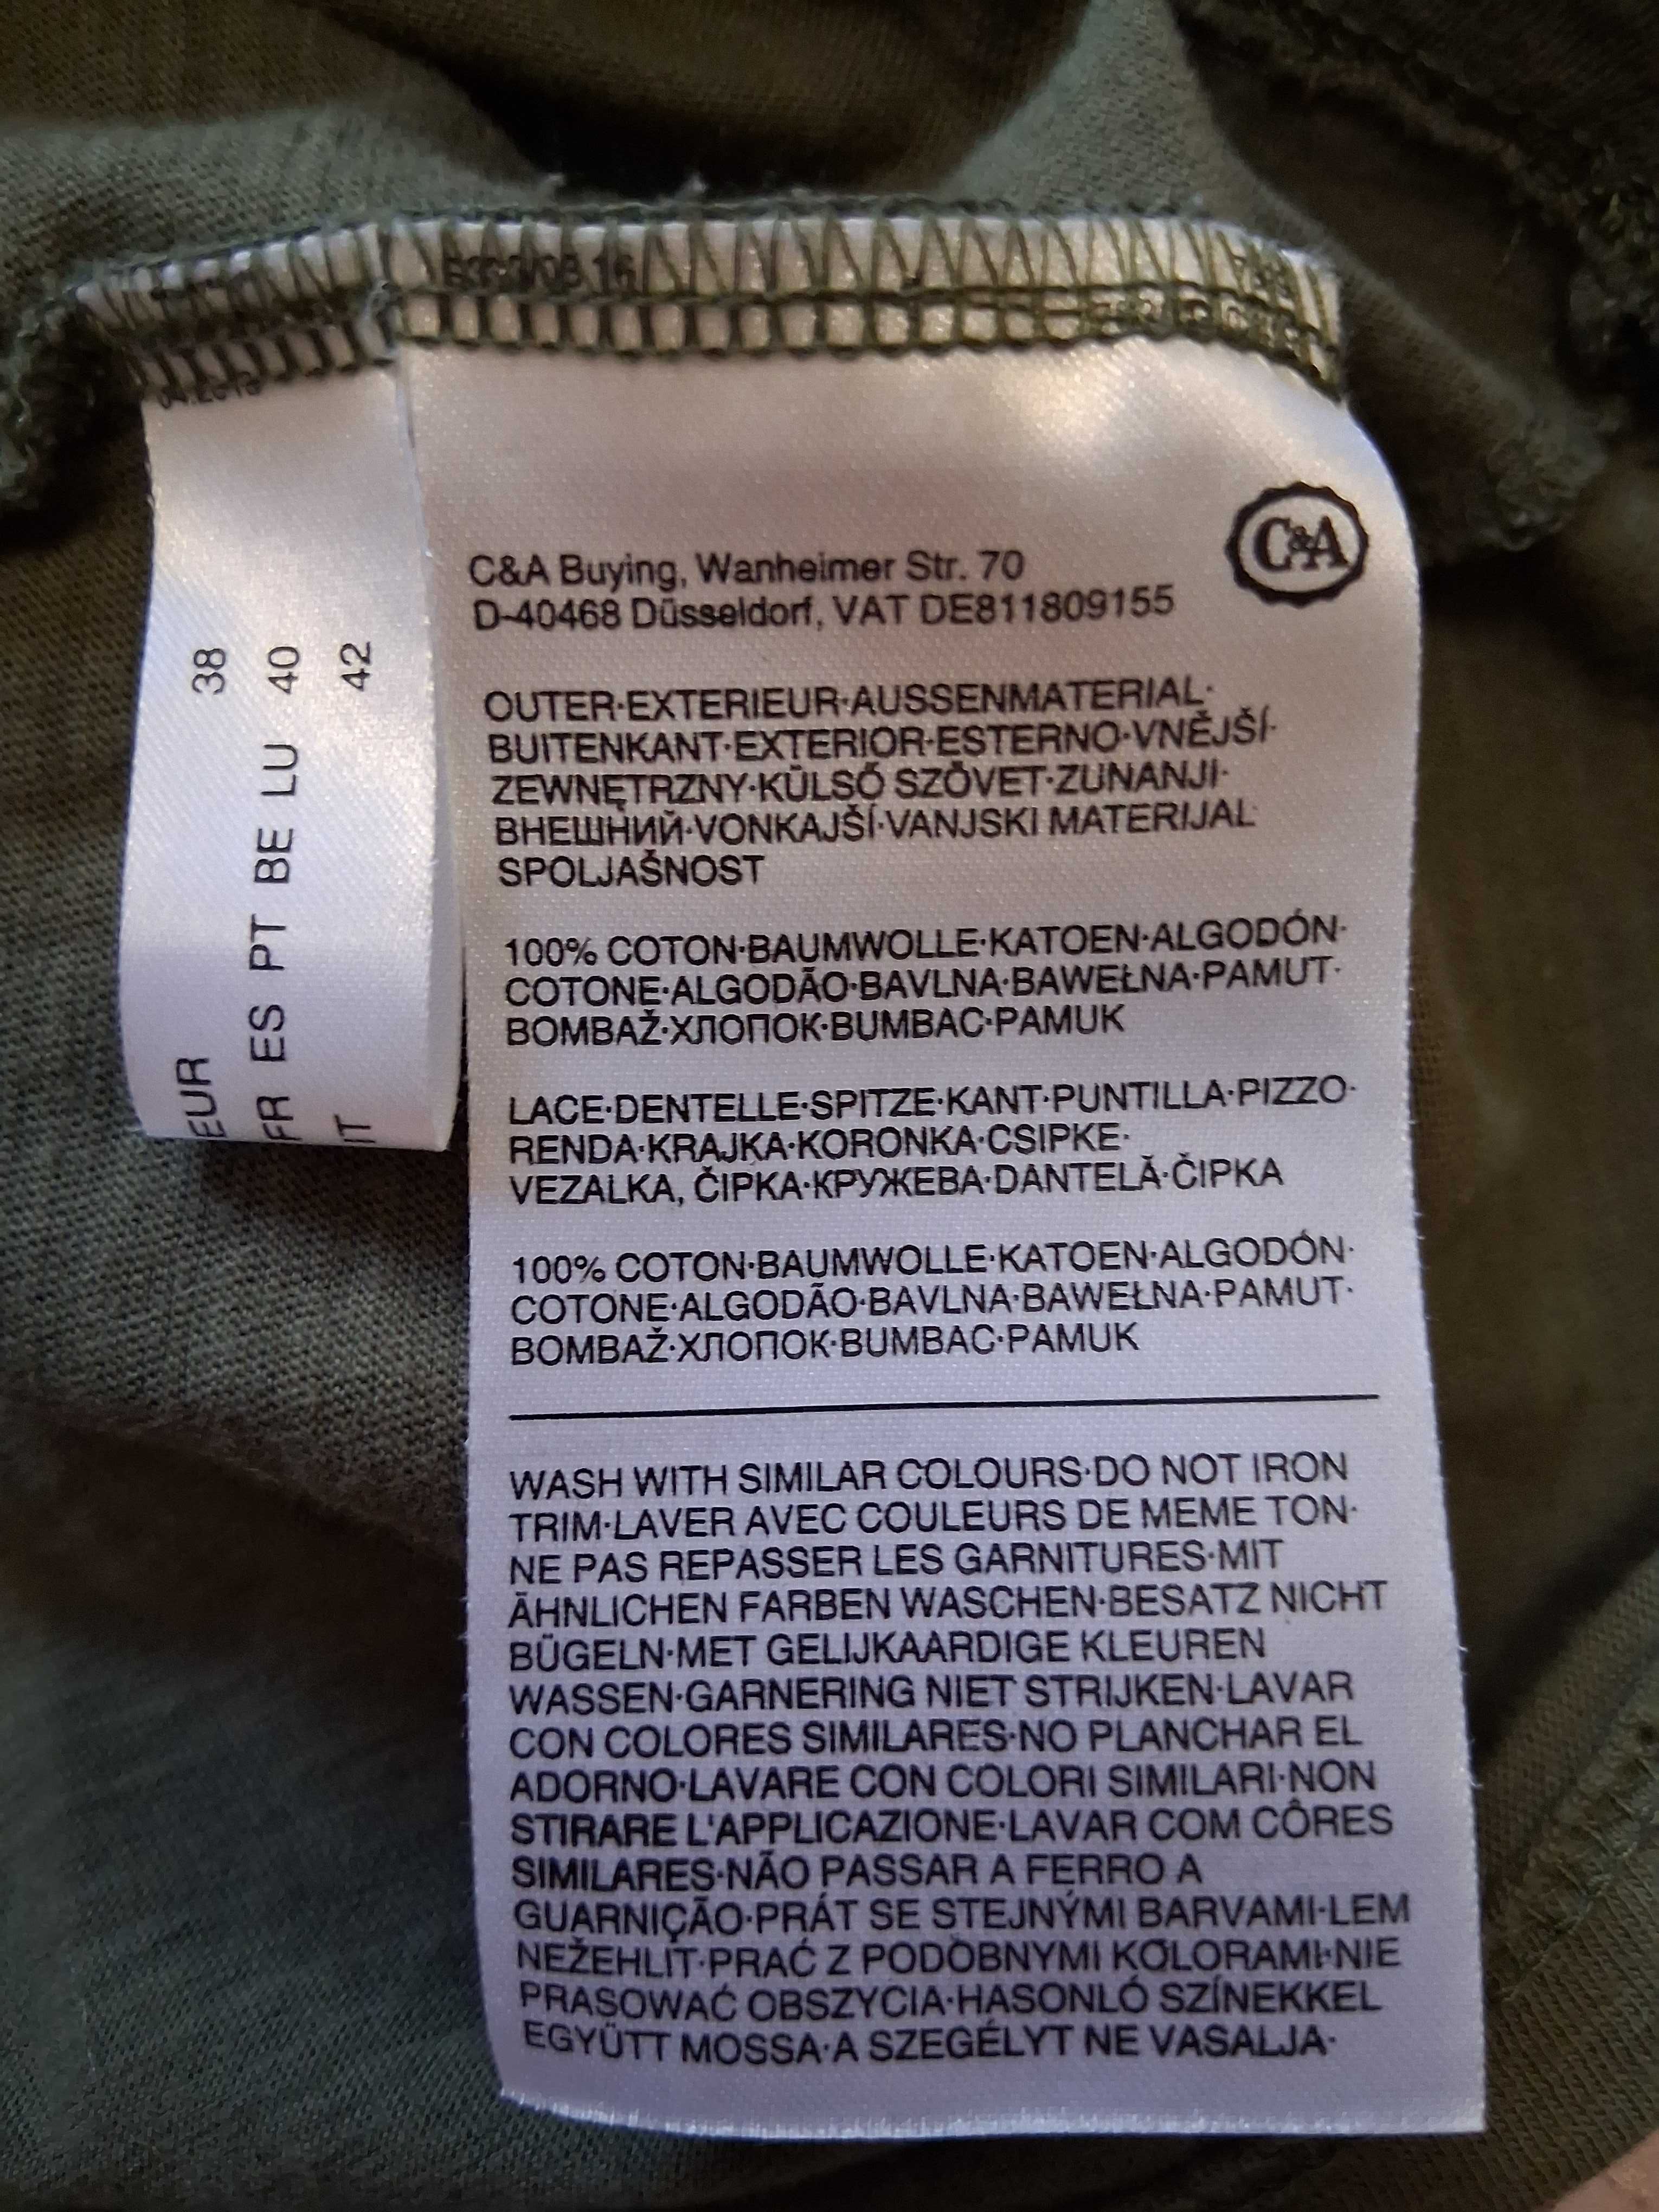 C&A
C&A Buying, Wanheimer Str. 70
D-40468 Düsseldorf, VAT DE811809155
OUTER·EXTERIEUR·AUSSENMATERIAL·
BUITENKANT·EXTERIOR·ESTERNO·VNĚJŠÍ·
ZEWNĘTRZNY·KÜLSŐ SZÖVET·ZUNANJI·
ВНЕШНИЙ·VONKAJŠÍ·VANJSKI MATERIJAL
SPOLJAŠNOST
100% COTON·BAUMWOLLE·KATOEN·ALGODÓN·
COTONE·ALGODÃO·BAVLNA·BAWEŁNA·PAMUT·
BOMBAŽ·ХЛОПОК·BUMBAC·PAMUK
LACE·DENTELLE·SPITZE·KANT·PUNTILLA·PIZZO·
RENDA·KRAJKA·KORONKA·CSIPKE·
VEZALKA, ČIPKA·КРУЖЕВА·DANTELĂ·ČIPKA
100% COTON·BAUMWOLLE·KATOEN·ALGODÓN·
COTONE·ALGODÃO·BAVLNA·BAWEŁNA·PAMUT·
BOMBAŽ·ХЛОПОК·BUMBAC·PAMUK
WASH WITH SIMILAR COLOURS·DO NOT IRON
TRIM·LAVER AVEC COULEURS DE MEME TON·
NE PAS REPASSER LES GARNITURES·MIT
ÄHNLICHEN FARBEN WASCHEN·BESATZ NICHT
BÜGELN·MET GELIJKAARDIGE KLEUREN
WASSEN·GARNERING NIET STRIJKEN·LAVAR
CON COLORES SIMILARES·NO PLANCHAR EL
ADORNO·LAVARE CON COLORI SIMILARI·NON
STIRARE L'APPLICAZIONE·LAVAR COM CÔRES
SIMILARES·NÃO PASSAR A FERRO A
GUARNIÇÃO·PRÁT SE STEJNÝMI BARVAMI·LEM
NEŽEHLIT·PRAĆ Z PODOBNYMI KOLORAMI·NIE
PRASOWAĆ OBSZYCIA·HASONLÓ SZÍNEKKEL
EGYÜTT MOSSA·A SZEGÉLYT NE VASALJA·
EUR 38
FR ES PT BE LU 40
IT 42